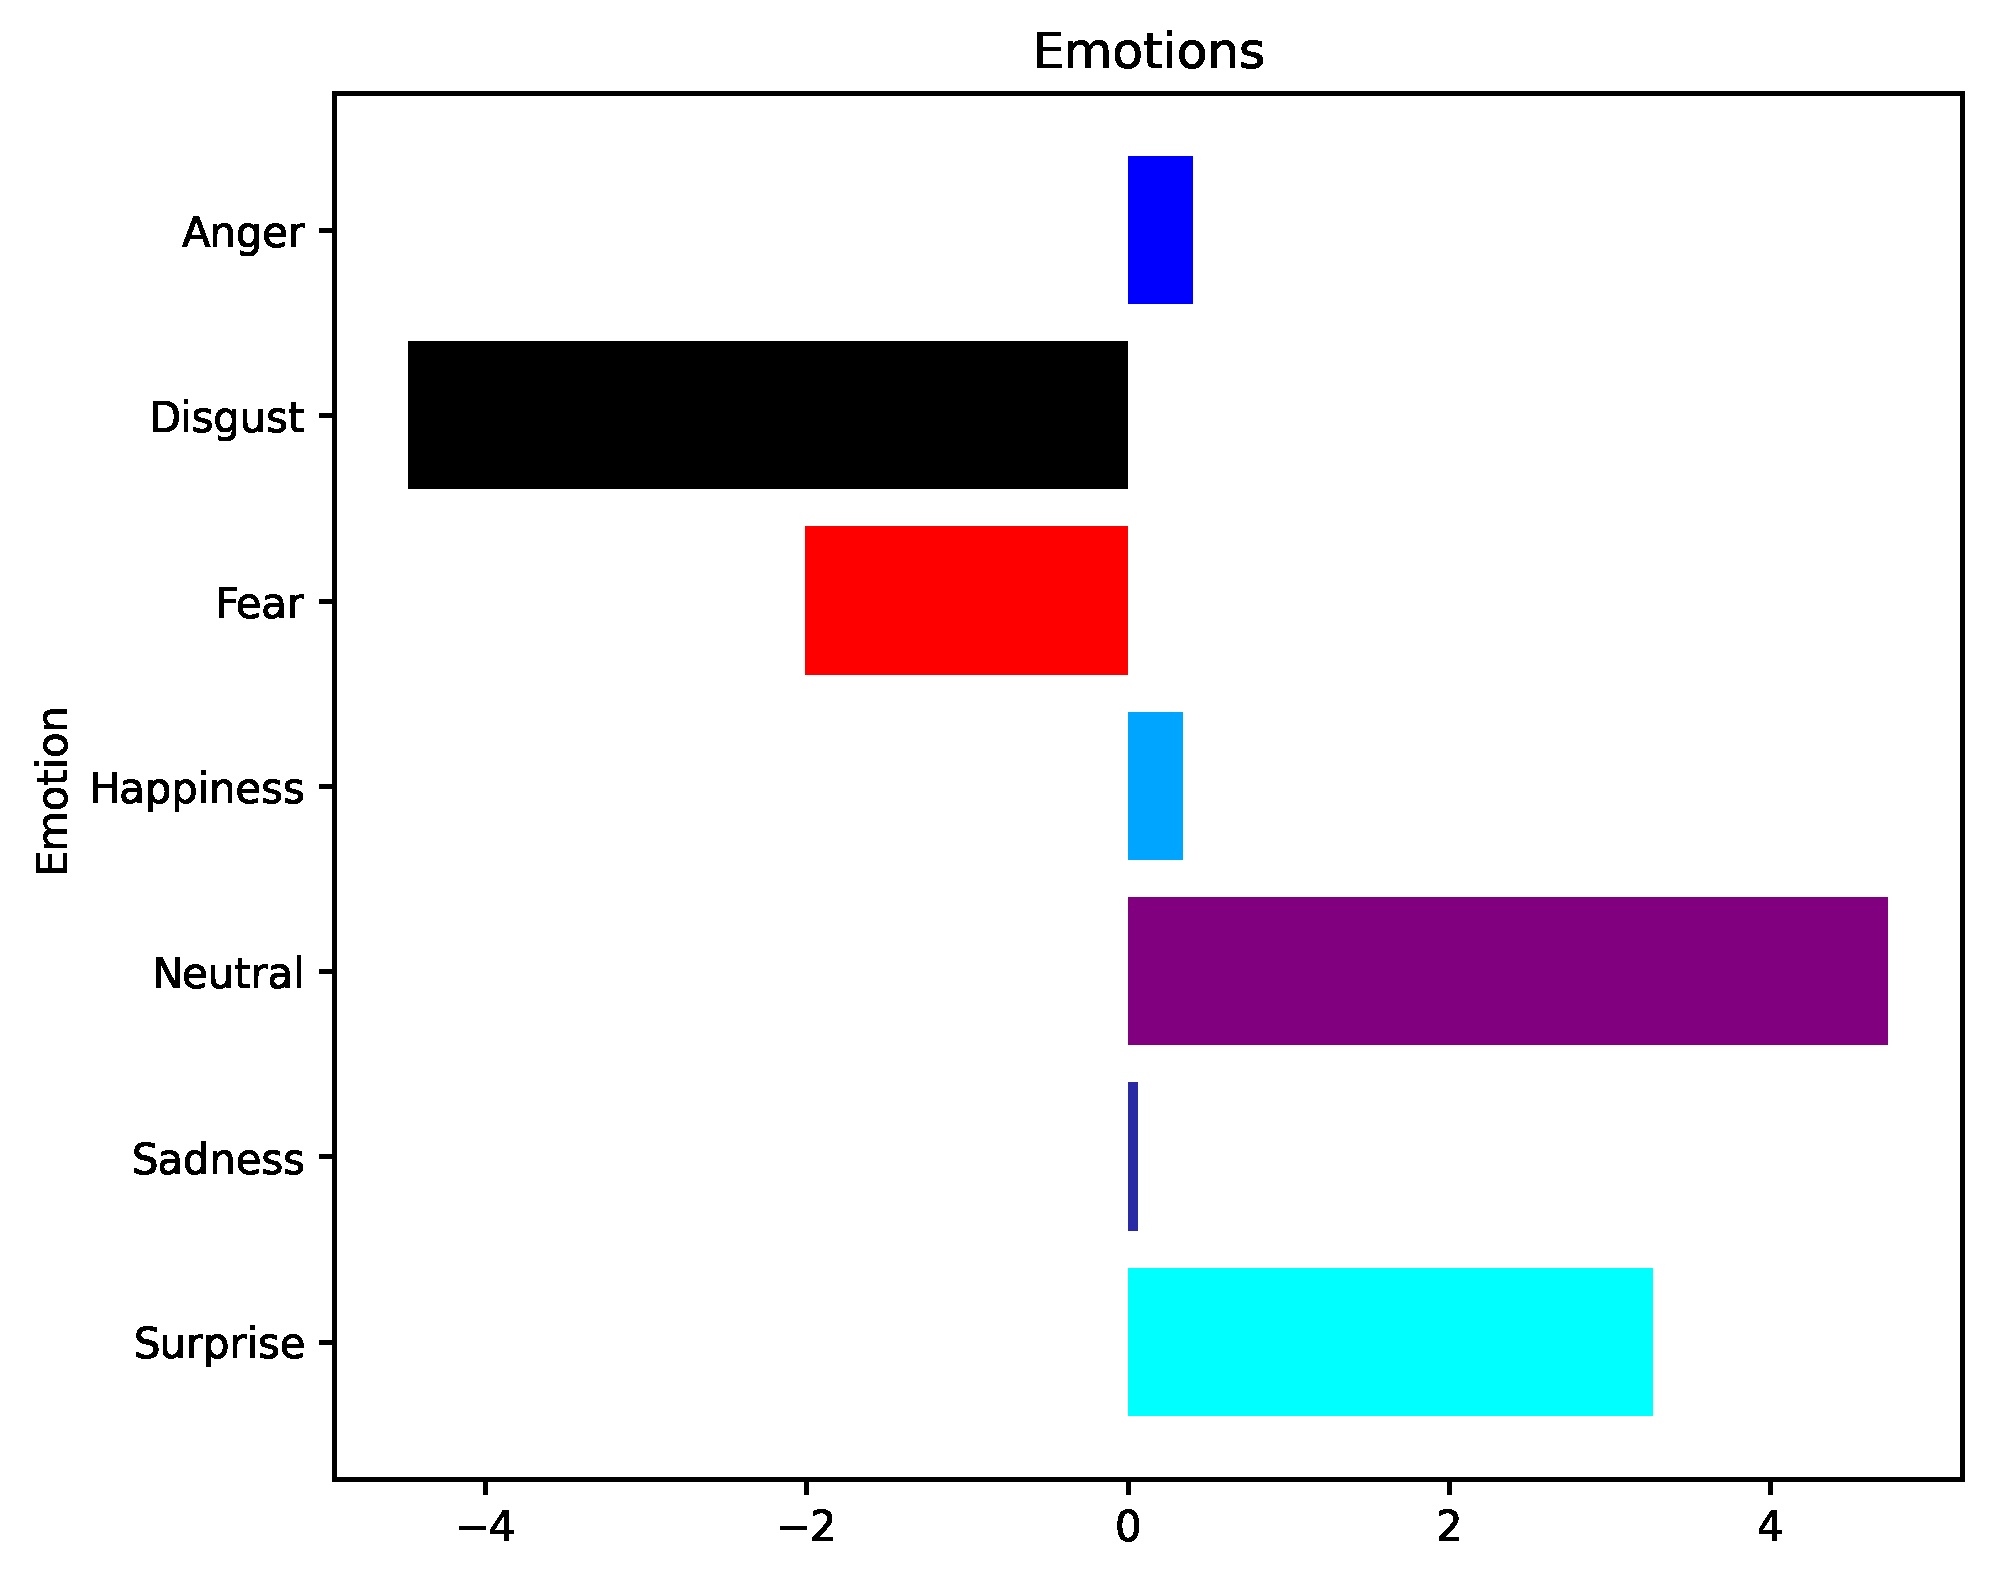 Emotions
Anger
Disgust
Fear
Happiness
Neutral
Sadness
Surprise
Emotion
−4
−2
0
2
4